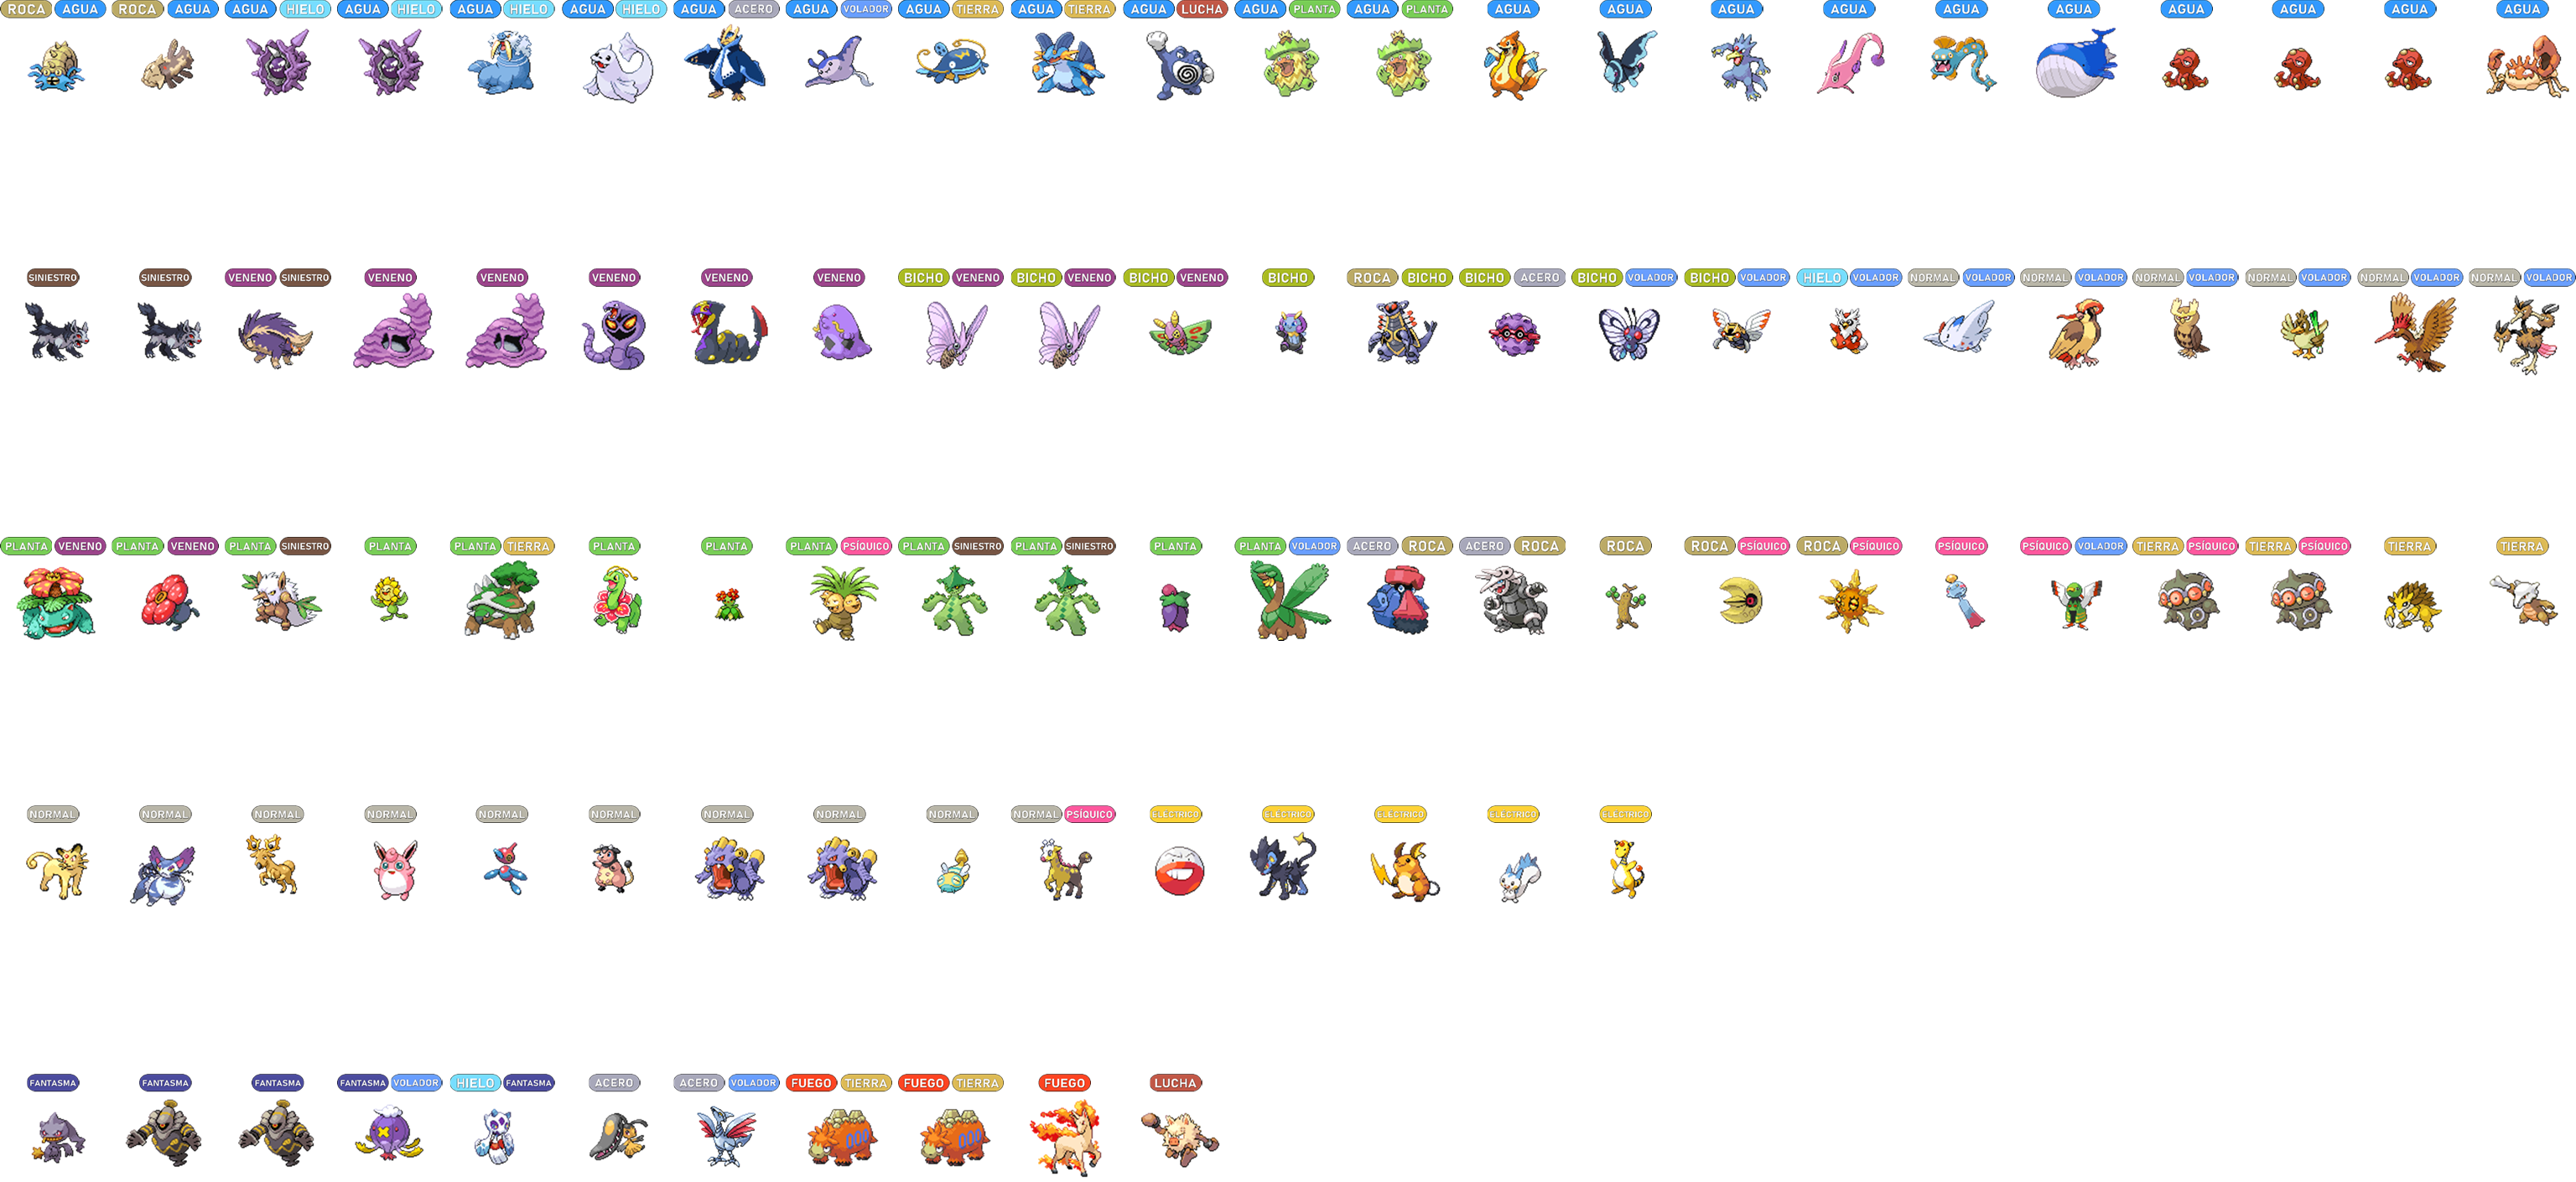 ROCA AGUA ROCA AGUA AGUA HIELO AGUA HIELO AGUA HIELO AGUA HIELO AGUA ACERO AGUA VOLADOR AGUA TIERRA AGUA TIERRA AGUA LUCHA AGUA PLANTA AGUA PLANTA AGUA AGUA AGUA AGUA AGUA AGUA AGUA AGUA AGUA AGUA
SINIESTRO SINIESTRO VENENO SINIESTRO VENENO VENENO VENENO VENENO VENENO BICHO VENENO BICHO VENENO BICHO VENENO BICHO ROCA BICHO BICHO ACERO BICHO VOLADOR BICHO VOLADOR HIELO VOLADOR NORMAL VOLADOR NORMAL VOLADOR NORMAL VOLADOR NORMAL VOLADOR NORMAL VOLADOR NORMAL VOLADOR
PLANTA VENENO PLANTA VENENO PLANTA SINIESTRO PLANTA PLANTA TIERRA PLANTA PLANTA PLANTA PSÍQUICO PLANTA SINIESTRO PLANTA SINIESTRO PLANTA PLANTA VOLADOR ACERO ROCA ACERO ROCA ROCA ROCA PSÍQUICO ROCA PSÍQUICO PSÍQUICO PSÍQUICO VOLADOR TIERRA PSÍQUICO TIERRA PSÍQUICO TIERRA TIERRA
NORMAL NORMAL NORMAL NORMAL NORMAL NORMAL NORMAL NORMAL NORMAL NORMAL PSÍQUICO ELÉCTRICO ELÉCTRICO ELÉCTRICO ELÉCTRICO ELÉCTRICO
FANTASMA FANTASMA FANTASMA FANTASMA VOLADOR HIELO FANTASMA ACERO ACERO VOLADOR FUEGO TIERRA FUEGO TIERRA FUEGO LUCHA